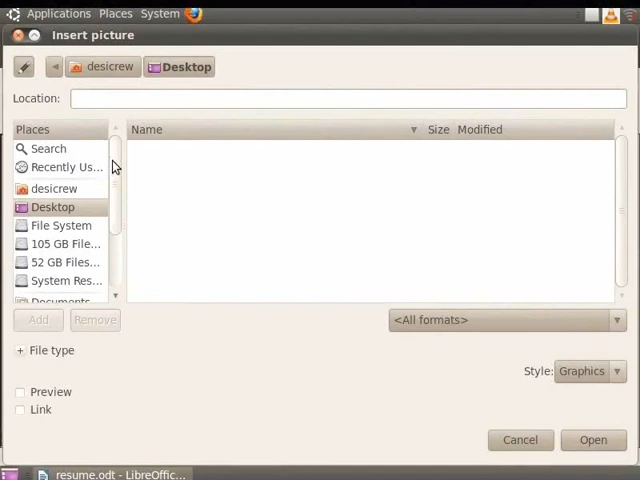 Applications Places System
Insert picture
desicrew Desktop
Location:
Places
Name Size Modified
Search
Recently Us...
desicrew
Desktop
File System
105 GB File...
52 GB Files...
System Res...
Documents
Add Remove
<All formats>
File type
Style: Graphics
Preview
Link
Cancel Open
resume.odt - LibreOffic...